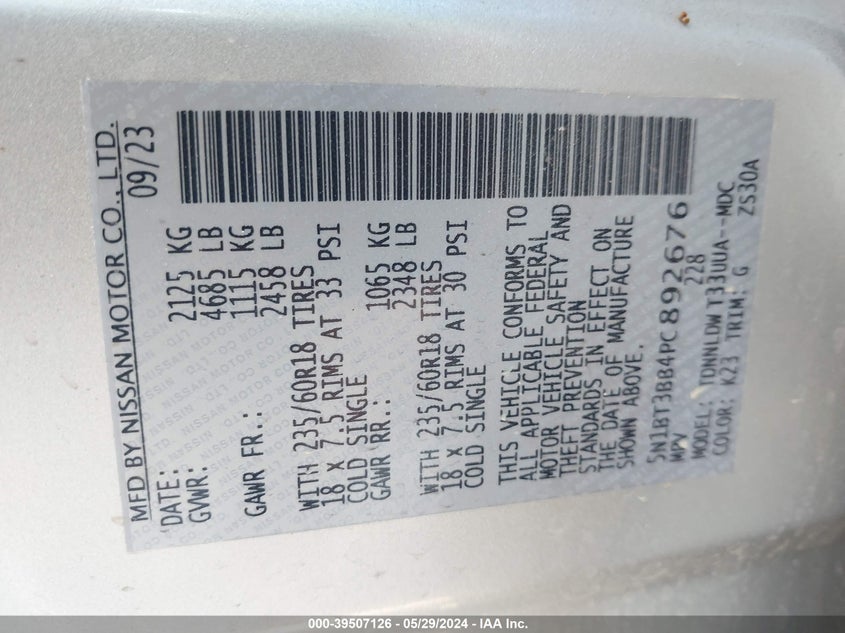 MFD BY NISSAN MOTOR CO., LTD.
DATE: 09/23
GVWR: 2125 KG
4685 LB
GAWR FR.: 1115 KG
2458 LB
WITH 235/60R18 TIRES
18 X 7.5 RIMS AT 33 PSI
COLD SINGLE
GAWR RR.: 1065 KG
2348 LB
WITH 235/60R18 TIRES
18 X 7.5 RIMS AT 30 PSI
COLD SINGLE
THIS VEHICLE CONFORMS TO
ALL APPLICABLE FEDERAL
MOTOR VEHICLE SAFETY AND
THEFT PREVENTION
STANDARDS IN EFFECT ON
THE DATE OF MANUFACTURE
SHOWN ABOVE.
5N1BT3BB4PC892676
MPV 228
MODEL: TDNNLDW T33UUA--MDC
COLOR: K23 TRIM: G ZS30A
000-39507126 - 05/29/2024 - IAA Inc.